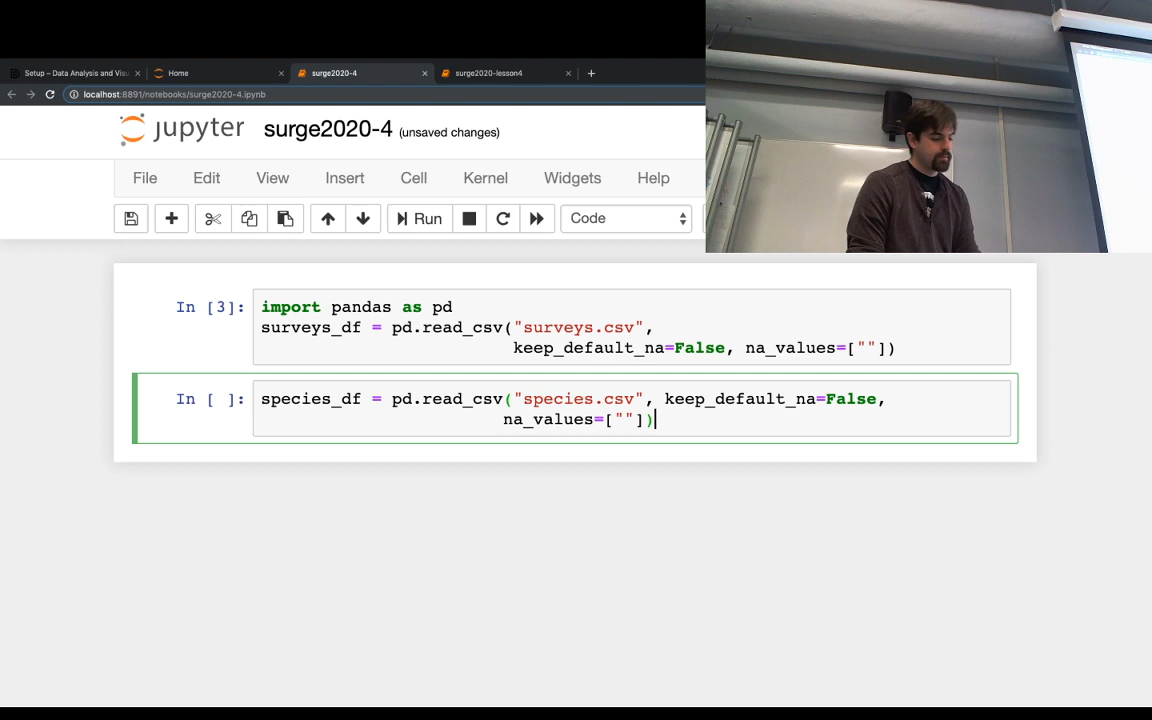 Setup – Data Analysis and Visu
Home
surge2020-4
surge2020-lesson4
localhost:8891/notebooks/surge2020-4.ipynb
jupyter surge2020-4 (unsaved changes)
File Edit View Insert Cell Kernel Widgets Help
Run Code
In [3]: import pandas as pd
surveys_df = pd.read_csv("surveys.csv",
keep_default_na=False, na_values=[""])
In [ ]: species_df = pd.read_csv("species.csv", keep_default_na=False,
na_values=[""])